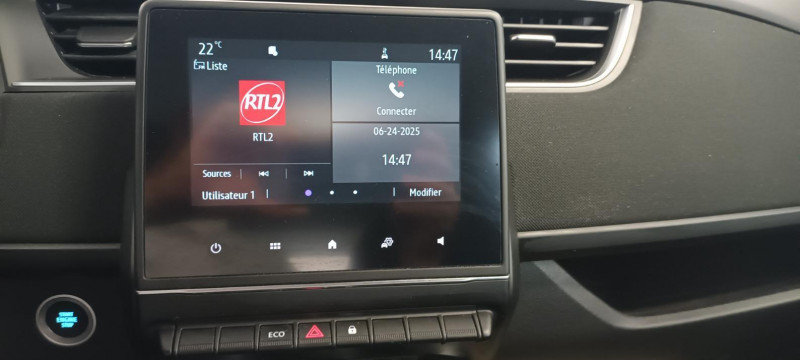 22 °C
14:47
Liste
RTL2
RTL2
Sources
Utilisateur 1
Téléphone
Connecter
06-24-2025
14:47
Modifier
START
ENGINE
STOP
ECO